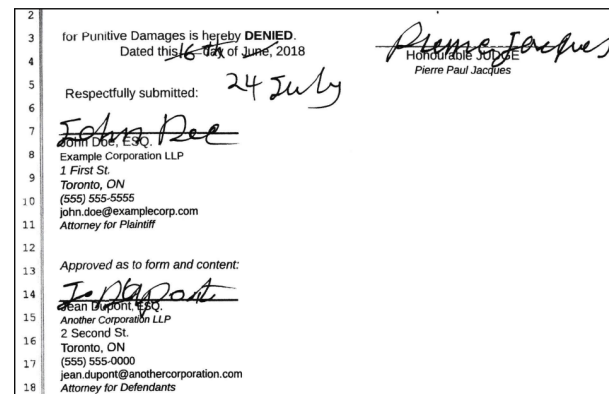 2
3 for Punitive Damages is hereby DENIED.
Dated this 16th day of June, 2018
24 July
Pierre Jacques
Honourable JUDGE
Pierre Paul Jacques
4
5 Respectfully submitted:
6
7 John Doe
John Doe, ESQ.
8 Example Corporation LLP
1 First St.
9 Toronto, ON
10 (555) 555-5555
john.doe@examplecorp.com
11 Attorney for Plaintiff
12
13 Approved as to form and content:
14 J. Dupont
Jean Dupont, ESQ.
15 Another Corporation LLP
2 Second St.
16 Toronto, ON
17 (555) 555-0000
jean.dupont@anothercorporation.com
18 Attorney for Defendants